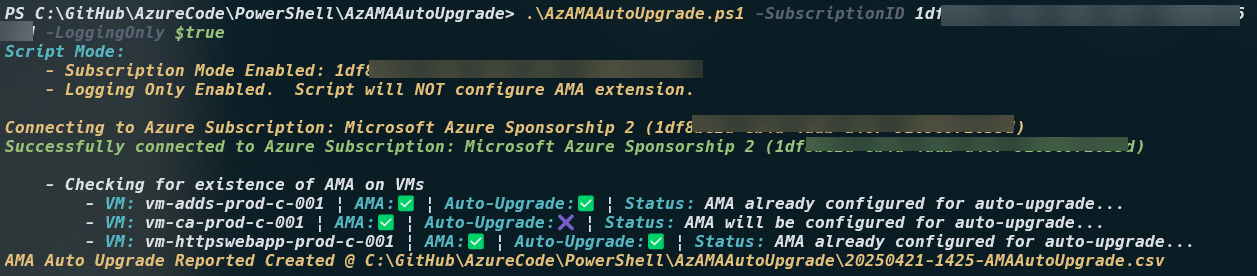 PS C:\GitHub\AzureCode\PowerShell\AzAMAAutoUpgrade> .\AzAMAAutoUpgrade.ps1 -SubscriptionID 1df
-LoggingOnly $true
Script Mode:
- Subscription Mode Enabled: 1df8
- Logging Only Enabled.  Script will NOT configure AMA extension.
Connecting to Azure Subscription: Microsoft Azure Sponsorship 2 (1df8)
Successfully connected to Azure Subscription: Microsoft Azure Sponsorship 2 (1df d)
- Checking for existence of AMA on VMs
- VM: vm-adds-prod-c-001 ¦ AMA:✅ ¦ Auto-Upgrade:✅ ¦ Status: AMA already configured for auto-upgrade...
- VM: vm-ca-prod-c-001 ¦ AMA:✅ ¦ Auto-Upgrade:❌ ¦ Status: AMA will be configured for auto-upgrade...
- VM: vm-httpswebapp-prod-c-001 ¦ AMA:✅ ¦ Auto-Upgrade:✅ ¦ Status: AMA already configured for auto-upgrade...
AMA Auto Upgrade Reported Created @ C:\GitHub\AzureCode\PowerShell\AzAMAAutoUpgrade\20250421-1425-AMAAutoUpgrade.csv